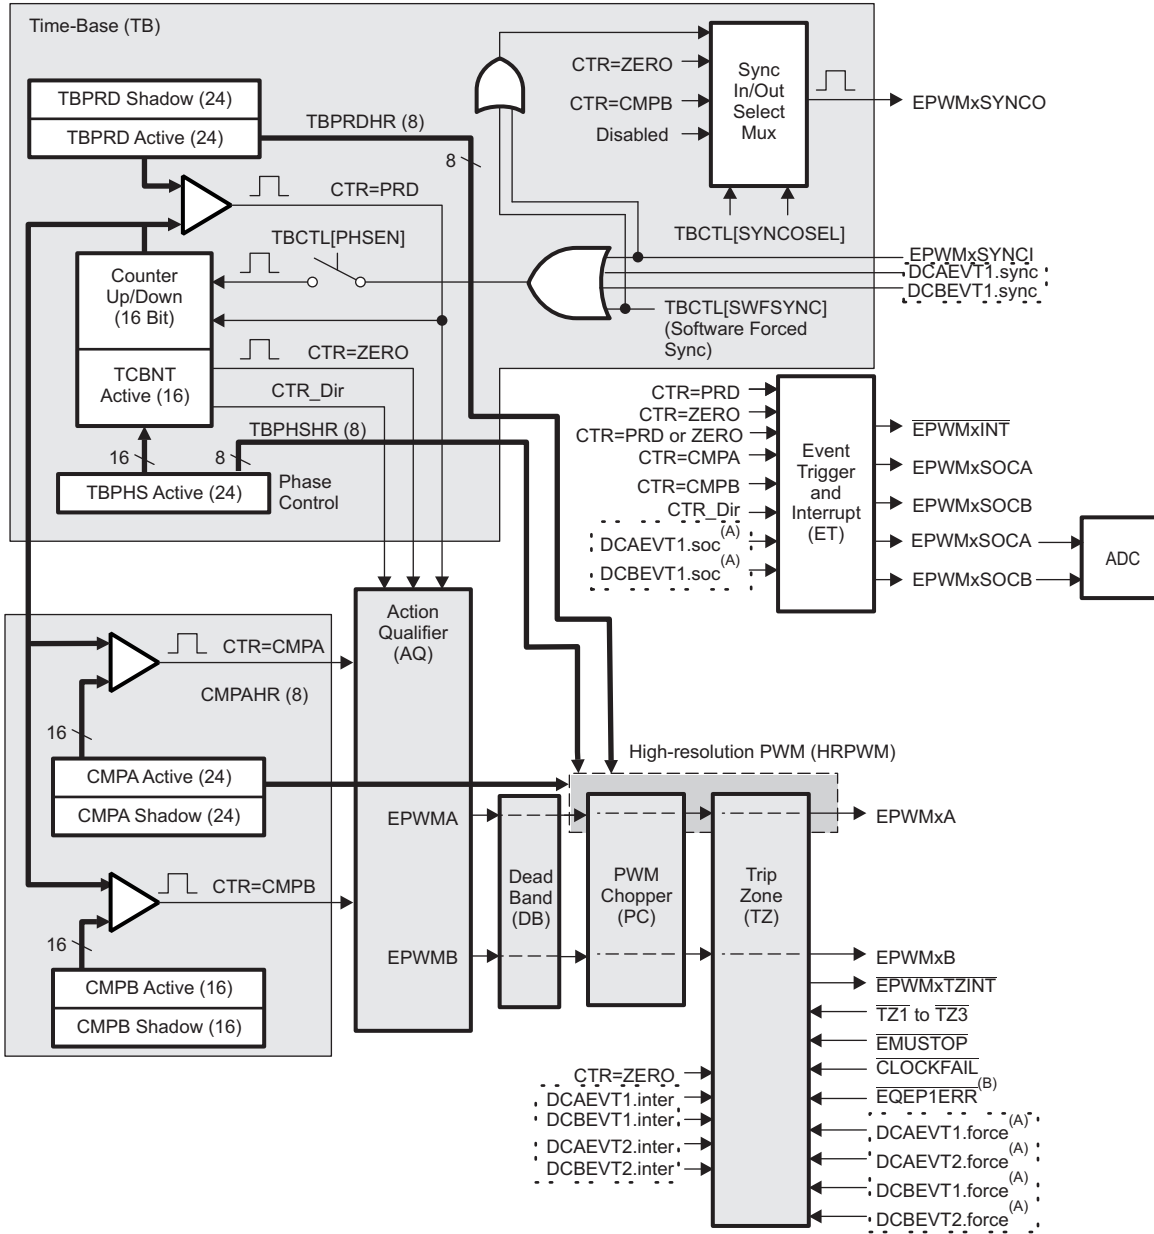 Time-Base (TB)
TBPRD Shadow (24)
TBPRD Active (24)
TBPRDHR (8)
8
CTR=PRD
TBCTL[PHSEN]
Counter
Up/Down
(16 Bit)
TCBNT
Active (16)
CTR=ZERO
CTR_Dir
TBPHSHR (8)
16
8
TBPHS Active (24)
Phase
Control
CTR=ZERO
CTR=CMPB
Disabled
Sync
In/Out
Select
Mux
EPWMxSYNCO
TBCTL[SYNCOSEL]
EPWMxSYNCI
DCAEVT1.sync
DCBEVT1.sync
TBCTL[SWFSYNC]
(Software Forced
Sync)
CTR=PRD
CTR=ZERO
CTR=PRD or ZERO
CTR=CMPA
CTR=CMPB
CTR_Dir
DCAEVT1.soc(A)
DCBEVT1.soc(A)
Event
Trigger
and
Interrupt
(ET)
EPWMxINT
EPWMxSOCA
EPWMxSOCB
EPWMxSOCA
EPWMxSOCB
ADC
Action
Qualifier
(AQ)
CTR=CMPA
CMPAHR (8)
16
CMPA Active (24)
CMPA Shadow (24)
CTR=CMPB
16
CMPB Active (16)
CMPB Shadow (16)
EPWMA
EPWMB
High-resolution PWM (HRPWM)
Dead
Band
(DB)
PWM
Chopper
(PC)
Trip
Zone
(TZ)
EPWMxA
EPWMxB
EPWMxTZINT
TZ1 to TZ3
EMUSTOP
CLOCKFAIL
EQEP1ERR(B)
DCAEVT1.force(A)
DCAEVT2.force(A)
DCBEVT1.force(A)
DCBEVT2.force(A)
CTR=ZERO
DCAEVT1.inter
DCBEVT1.inter
DCAEVT2.inter
DCBEVT2.inter